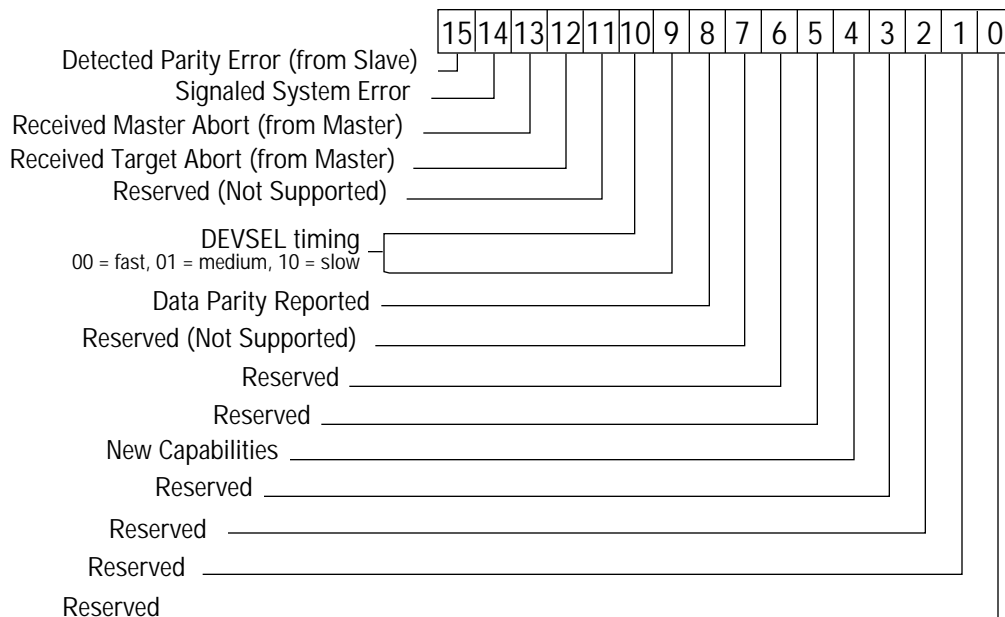 15 14 13 12 11 10 9 8 7 6 5 4 3 2 1 0
Detected Parity Error (from Slave)
Signaled System Error
Received Master Abort (from Master)
Received Target Abort (from Master)
Reserved (Not Supported)
DEVSEL timing
00 = fast, 01 = medium, 10 = slow
Data Parity Reported
Reserved (Not Supported)
Reserved
Reserved
New Capabilities
Reserved
Reserved
Reserved
Reserved